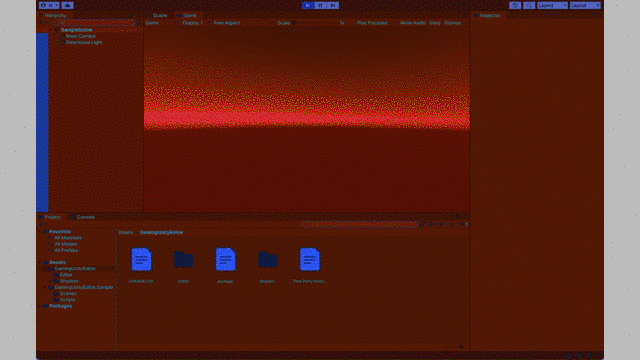 Layers
Layout
Hierarchy
Scene
Game
Inspector
Game
Display 1
Free Aspect
Scale
1x
Play Focused
Mute Audio
Stats
Gizmos
SampleScene
Main Camera
Directional Light
Project
Console
Favorites
All Materials
All Models
All Prefabs
Assets
GamingUnityEditor
Editor
Shaders
GamingUnityEditor.Sample
Scenes
Scripts
Packages
Assets
GamingUnityEditor
Editor
package
Shaders